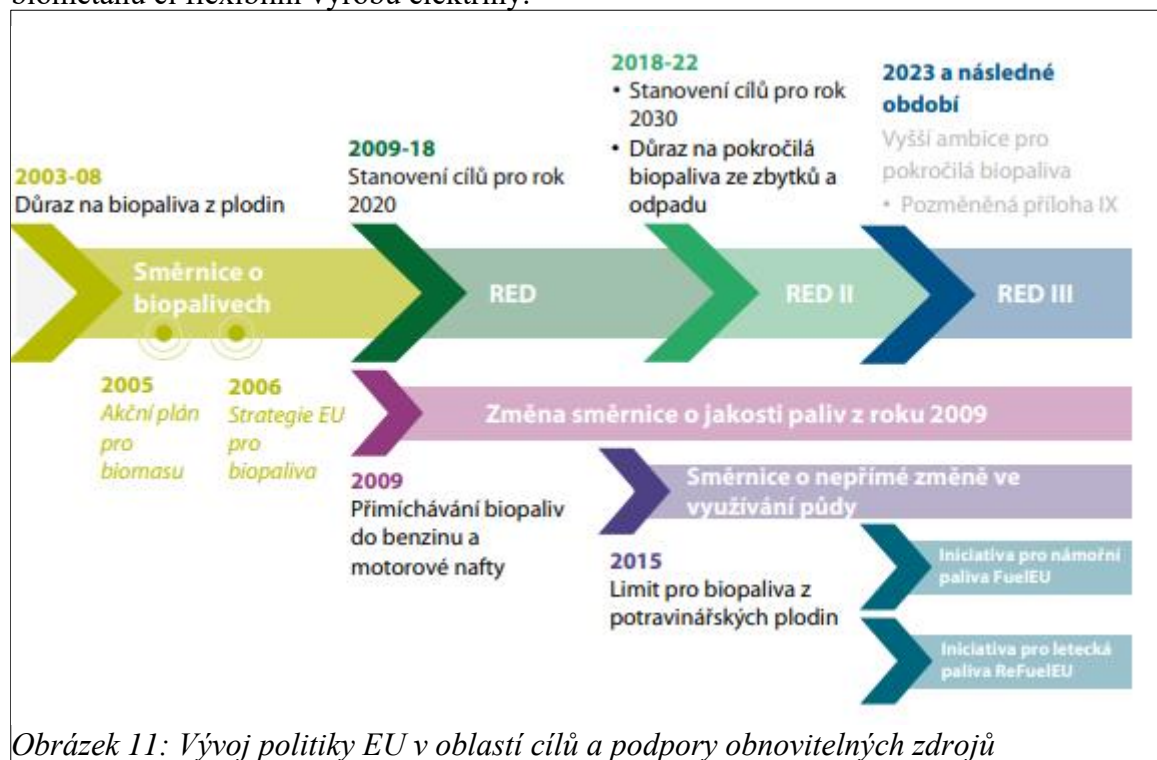 biometanu či flexibilní výrobu elektřiny.
2003-08
Důraz na biopaliva z plodin
2009-18
Stanovení cílů pro rok
2020
2018-22
• Stanovení cílů pro rok
2030
• Důraz na pokročilá
biopaliva ze zbytků a
odpadu
2023 a následné
období
Vyšší ambice pro
pokročilá biopaliva
• Pozměněná příloha IX
Směrnice o
biopalivech
RED
RED II
RED III
2005
Akční plán
pro
biomasu
2006
Strategie EU
pro
biopaliva
Změna směrnice o jakosti paliv z roku 2009
2009
Přimíchávání biopaliv
do benzinu a
motorové nafty
Směrnice o nepřímé změně ve
využívání půdy
2015
Limit pro biopaliva z
potravinářských plodin
Iniciativa pro námořní
paliva FuelEU
Iniciativa pro letecká
paliva ReFuelEU
Obrázek 11: Vývoj politiky EU v oblastí cílů a podpory obnovitelných zdrojů